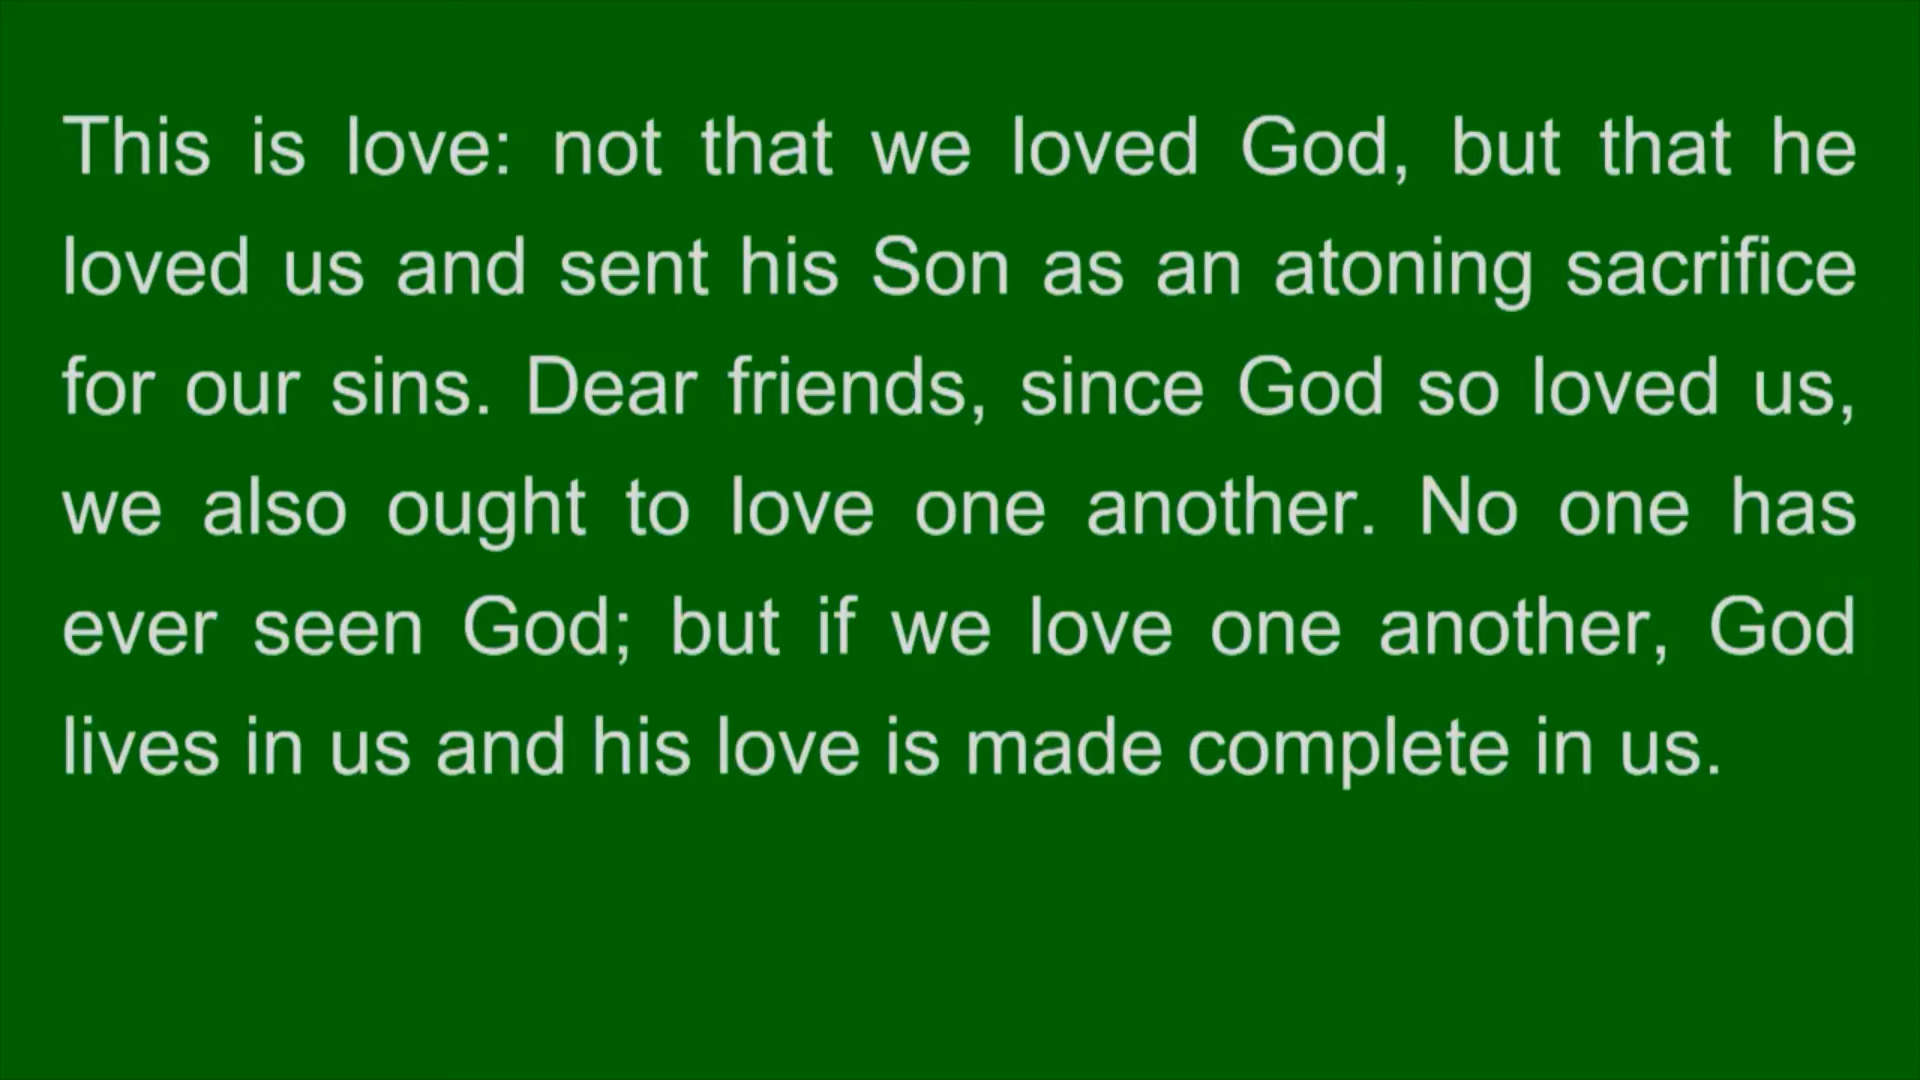 This is love: not that we loved God, but that he
loved us and sent his Son as an atoning sacrifice
for our sins. Dear friends, since God so loved us,
we also ought to love one another. No one has
ever seen God; but if we love one another, God
lives in us and his love is made complete in us.